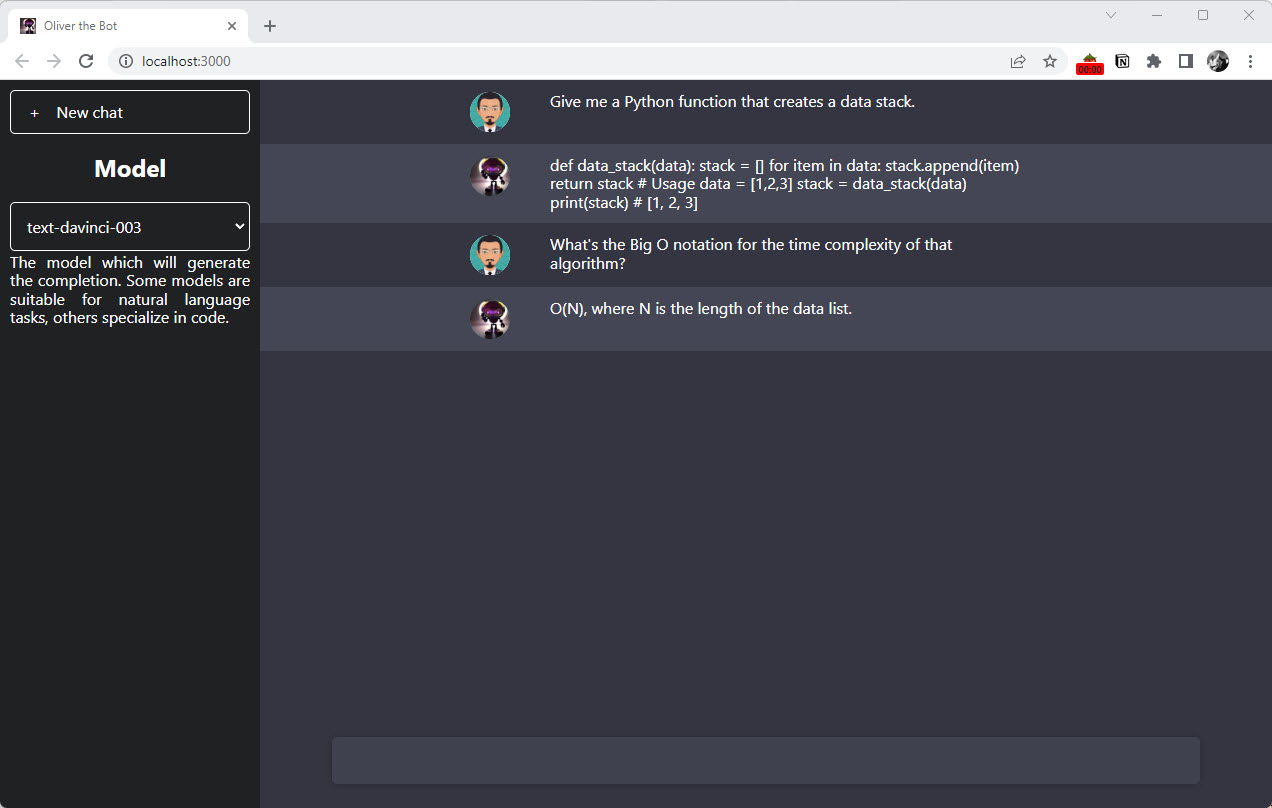 Oliver the Bot
localhost:3000
00:00
+ New chat
Model
text-davinci-003
The model which will generate
the completion. Some models are
suitable for natural language
tasks, others specialize in code.
Give me a Python function that creates a data stack.
def data_stack(data): stack = [] for item in data: stack.append(item)
return stack # Usage data = [1,2,3] stack = data_stack(data)
print(stack) # [1, 2, 3]
What's the Big O notation for the time complexity of that
algorithm?
O(N), where N is the length of the data list.